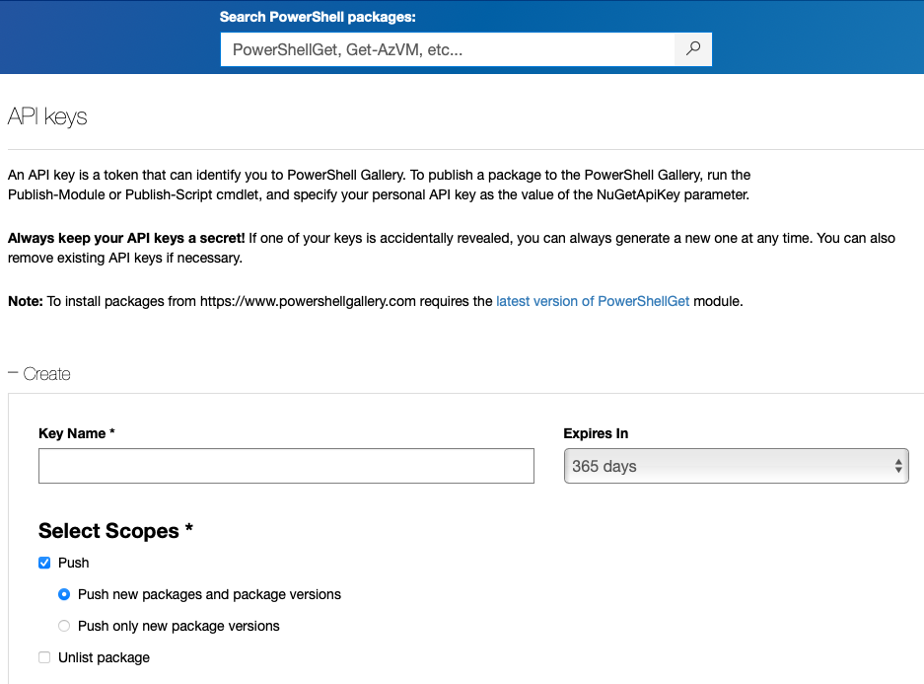 Search PowerShell packages:
PowerShellGet, Get-AzVM, etc...
API keys
An API key is a token that can identify you to PowerShell Gallery. To publish a package to the PowerShell Gallery, run the
Publish-Module or Publish-Script cmdlet, and specify your personal API key as the value of the NuGetApiKey parameter.
Always keep your API keys a secret! If one of your keys is accidentally revealed, you can always generate a new one at any time. You can also
remove existing API keys if necessary.
Note: To install packages from https://www.powershellgallery.com requires the latest version of PowerShellGet module.
Create
Key Name *
Expires In
365 days
Select Scopes *
Push
Push new packages and package versions
Push only new package versions
Unlist package